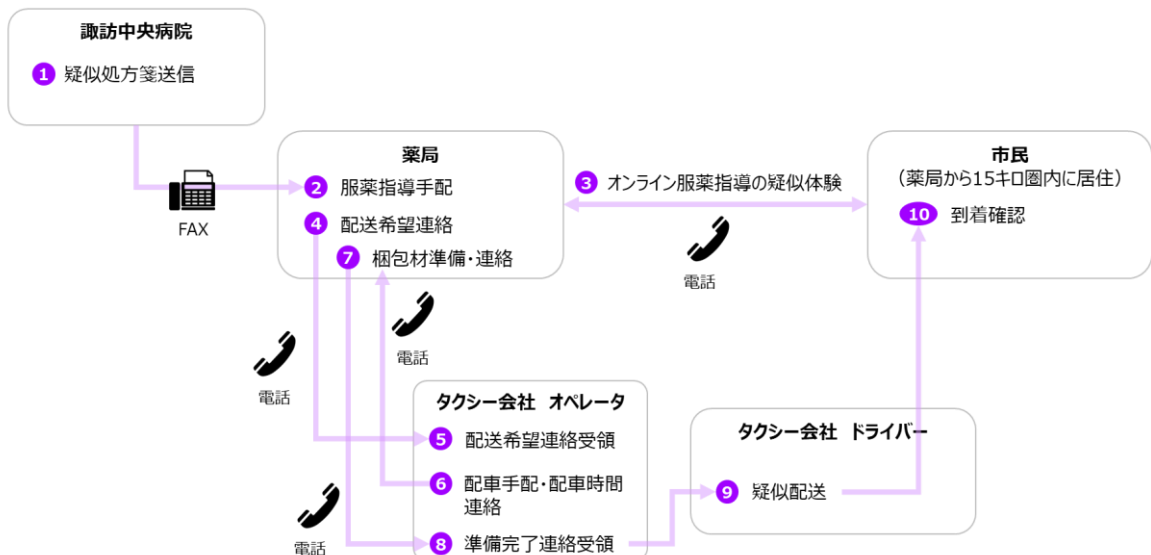 諏訪中央病院
1 疑似処方箋送信
FAX
薬局
2 服薬指導手配
4 配送希望連絡
7 梱包材準備・連絡
3 オンライン服薬指導の疑似体験
電話
市民
（薬局から15キロ圏内に居住）
10 到着確認
電話
電話
タクシー会社 オペレータ
5 配送希望連絡受領
6 配車手配・配車時間
連絡
8 準備完了連絡受領
電話
タクシー会社 ドライバー
9 疑似配送